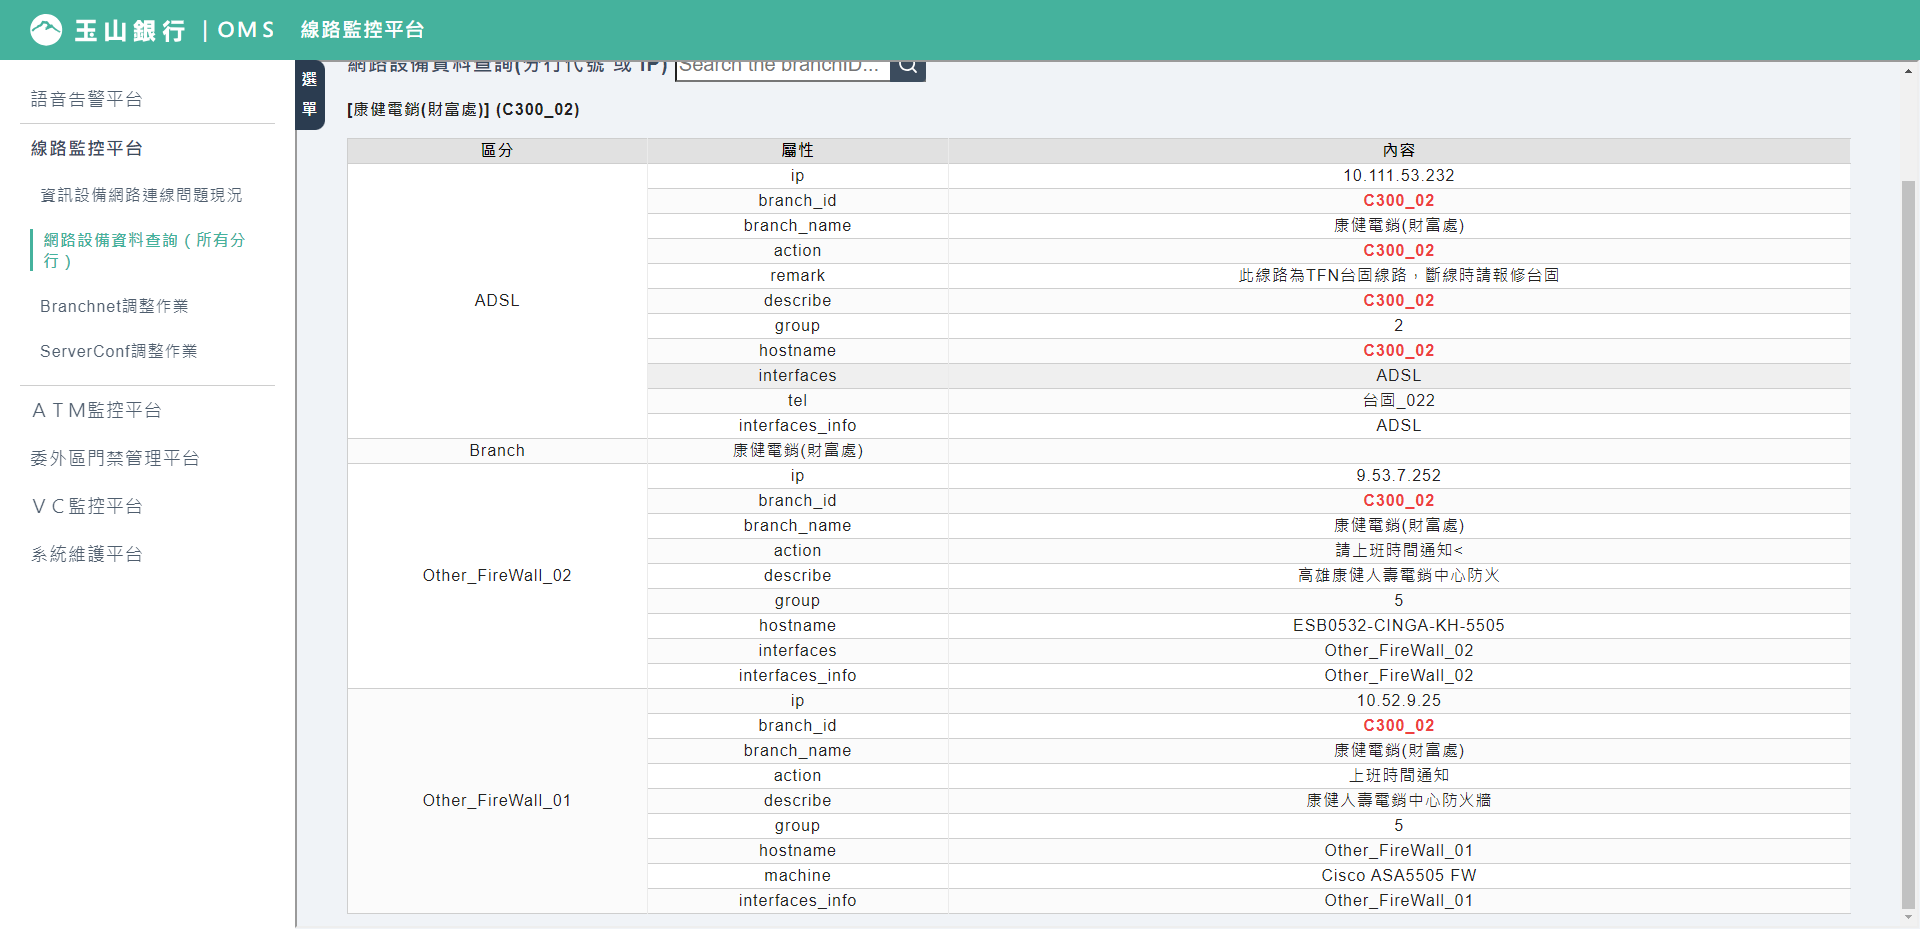 玉山銀行 | OMS 線路監控平台
語音告警平台
線路監控平台
資訊設備網路連線問題現況
網路設備資料查詢（所有分
行）
Branchnet調整作業
ServerConf調整作業
ATM監控平台
委外區門禁管理平台
VC監控平台
系統維護平台
選
單
網路設備資料查詢(分行代號 或 IP) Search the branchID...
[康健電銷(財富處)] (C300_02)
區分 屬性 內容
ADSL
ip 10.111.53.232
branch_id C300_02
branch_name 康健電銷(財富處)
action C300_02
remark 此線路為TFN台固線路，斷線時請報修台固
describe C300_02
group 2
hostname C300_02
interfaces ADSL
tel 台固_022
interfaces_info ADSL
Branch 康健電銷(財富處)
Other_FireWall_02
ip 9.53.7.252
branch_id C300_02
branch_name 康健電銷(財富處)
action 請上班時間通知<
describe 高雄康健人壽電銷中心防火
group 5
hostname ESB0532-CINGA-KH-5505
interfaces Other_FireWall_02
interfaces_info Other_FireWall_02
Other_FireWall_01
ip 10.52.9.25
branch_id C300_02
branch_name 康健電銷(財富處)
action 上班時間通知
describe 康健人壽電銷中心防火牆
group 5
hostname Other_FireWall_01
machine Cisco ASA5505 FW
interfaces_info Other_FireWall_01